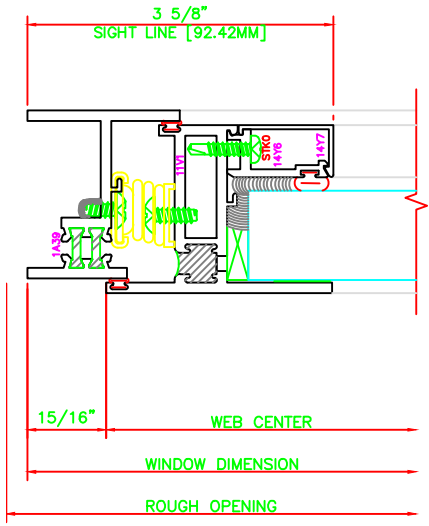 3 5/8"
SIGHT LINE [92.42MM]
11V1
STK0
14Y6
14Y7
1A39
15/16"
WEB CENTER
WINDOW DIMENSION
ROUGH OPENING